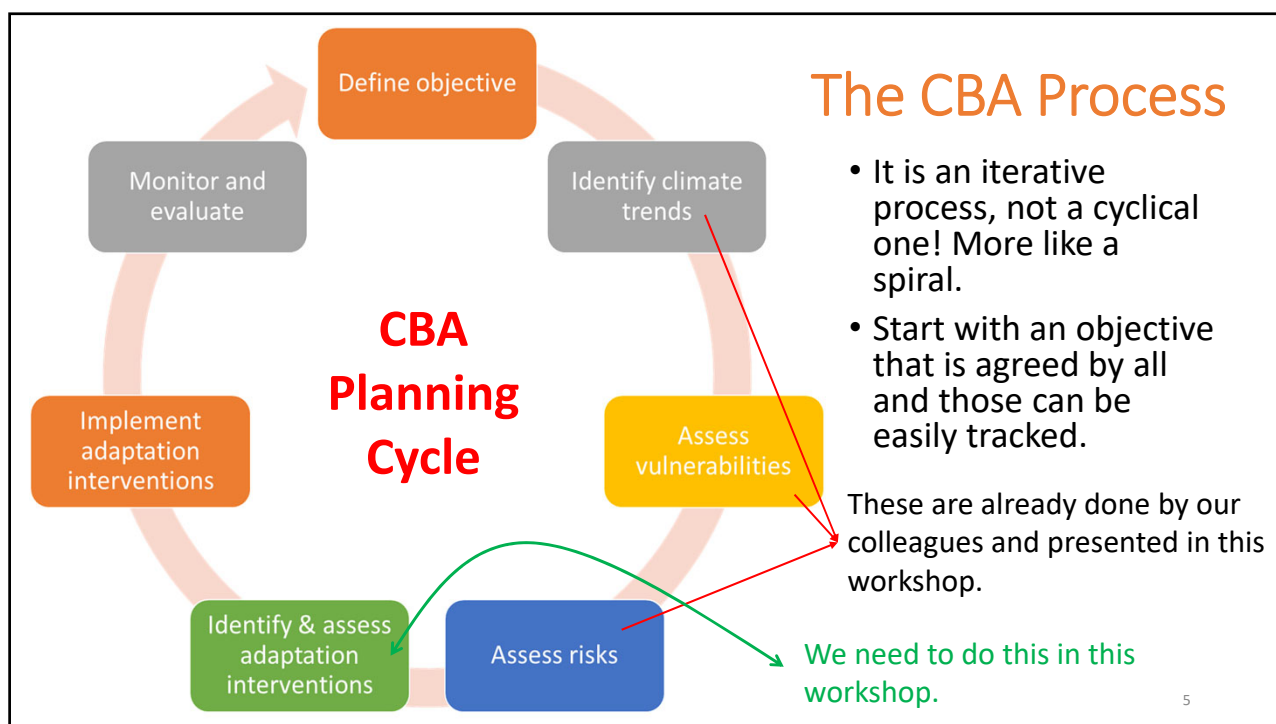 The CBA Process
Define objective
Identify climate
trends
Assess
vulnerabilities
Assess risks
Identify & assess
adaptation
interventions
Implement
adaptation
interventions
Monitor and
evaluate
CBA
Planning
Cycle
• It is an iterative
process, not a cyclical
one! More like a
spiral.
• Start with an objective
that is agreed by all
and those can be
easily tracked.
These are already done by our
colleagues and presented in this
workshop.
We need to do this in this
workshop.
5